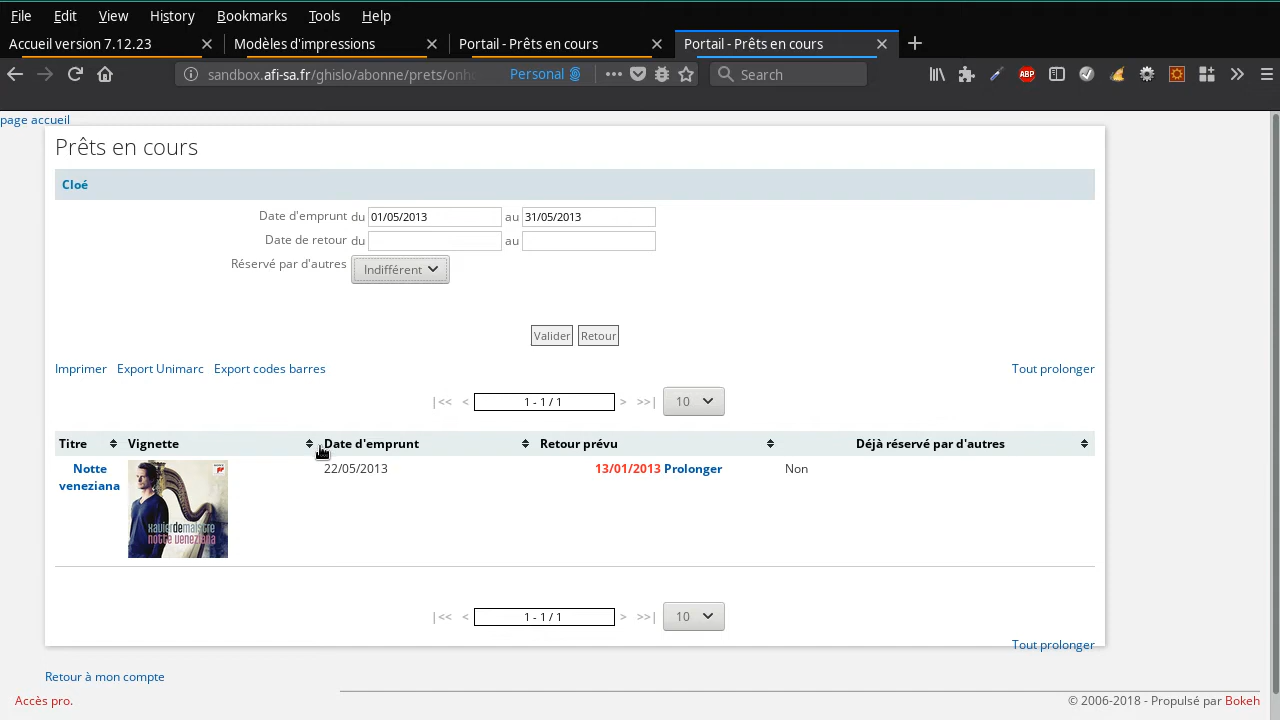 File Edit View History Bookmarks Tools Help
Accueil version 7.12.23 Modèles d'impressions Portail - Prêts en cours Portail - Prêts en cours
sandbox.afi-sa.fr/ghislo/abonne/prets/onh Personal Search
ABP
page accueil
Prêts en cours
Cloé
Date d'emprunt du 01/05/2013 au 31/05/2013
Date de retour du au
Réservé par d'autres Indifférent
Valider Retour
Imprimer Export Unimarc Export codes barres Tout prolonger
|<< < 1 - 1 / 1 > >>| 10
Titre Vignette Date d'emprunt Retour prévu Déjà réservé par d'autres
Notte veneziana 22/05/2013 13/01/2013 Prolonger Non
xavierdemaistre
notte veneziana
|<< < 1 - 1 / 1 > >>| 10
Tout prolonger
Retour à mon compte
Accès pro. © 2006-2018 - Propulsé par Bokeh